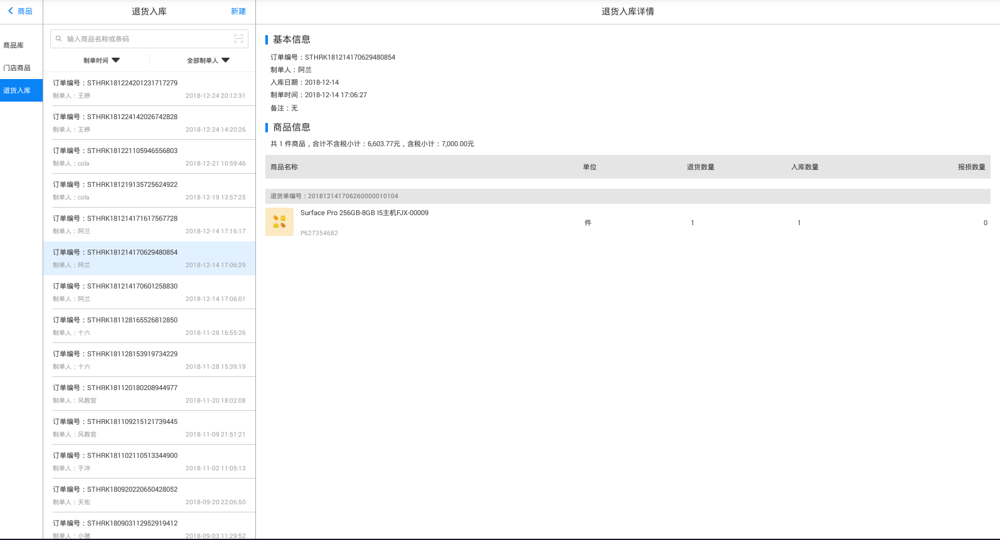 商品
商品库
门店商品
退货入库
退货入库
新建
输入商品名称或条码
制单时间
全部制单人
订单编号：STHRK181224201231717279
制单人：王婷 2018-12-24 20:12:31
订单编号：STHRK181224142026742828
制单人：王婷 2018-12-24 14:20:26
订单编号：STHRK181221105946556803
制单人：cola 2018-12-21 10:59:46
订单编号：STHRK181219135725624922
制单人：cola 2018-12-19 13:57:25
订单编号：STHRK181214171617567728
制单人：阿兰 2018-12-14 17:16:17
订单编号：STHRK181214170629480854
制单人：阿兰 2018-12-14 17:06:29
订单编号：STHRK181214170601258830
制单人：阿兰 2018-12-14 17:06:01
订单编号：STHRK181128165526812850
制单人：十六 2018-11-28 16:55:26
订单编号：STHRK181128153919734229
制单人：十六 2018-11-28 15:39:19
订单编号：STHRK181120180208944977
制单人：风教官 2018-11-20 18:02:08
订单编号：STHRK181109215121739445
制单人：风教官 2018-11-09 21:51:21
订单编号：STHRK181102110513344900
制单人：于冲 2018-11-02 11:05:13
订单编号：STHRK180920220650428052
制单人：天佑 2018-09-20 22:06:50
订单编号：STHRK180903112952919412
制单人：小猪 2018-09-03 11:29:52
退货入库详情
基本信息
订单编号：STHRK181214170629480854
制单人：阿兰
入库日期：2018-12-14
制单时间：2018-12-14 17:06:27
备注：无
商品信息
共 1 件商品，合计不含税小计：6,603.77元，含税小计：7,000.00元
商品名称 单位 退货数量 入库数量 报损数量
退货单编号：201812141706260000010104
Surface Pro 256GB-8GB I5主机FJX-00009
件 1 1 0
P627354682